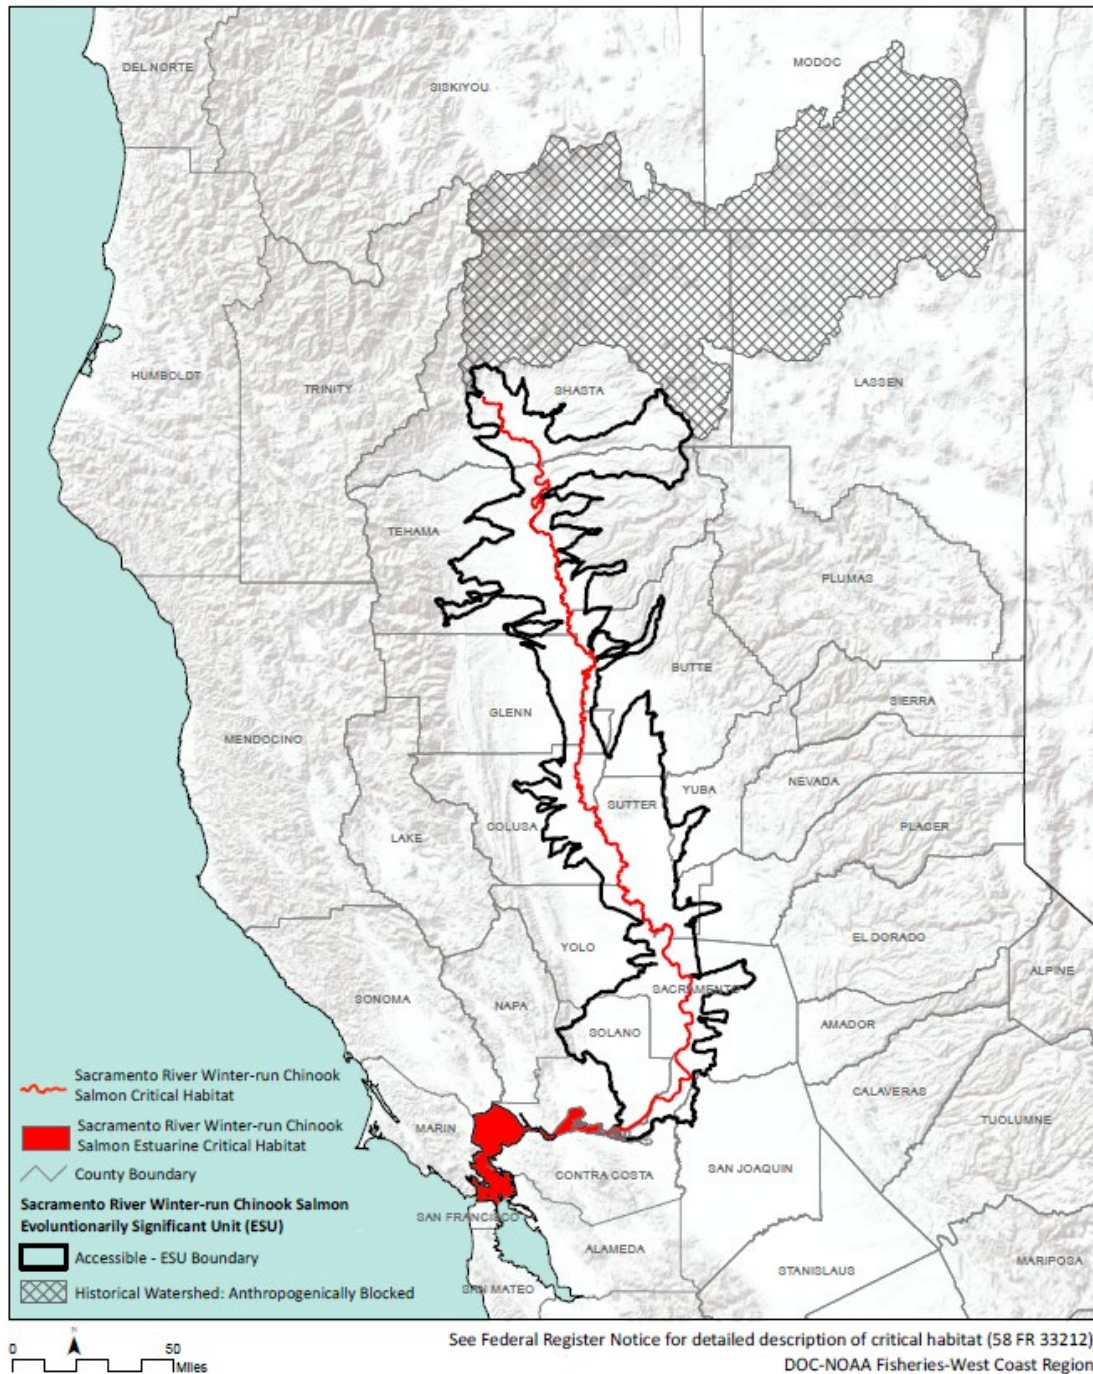 DEL NORTE
SISKIYOU
MODOC
HUMBOLDT
TRINITY
SHASTA
LASSEN
TEHAMA
PLUMAS
BUTTE
GLENN
SIERRA
MENDOCINO
NEVADA
YUBA
SUTTER
COLUSA
LAKE
PLACER
YOLO
EL DORADO
ALPINE
SONOMA
NAPA
SACRAMENTO
SOLANO
AMADOR
CALAVERAS
TUOLUMNE
MARIN
CONTRA COSTA
SAN JOAQUIN
SAN FRANCISCO
ALAMEDA
STANISLAUS
MARIPOSA
SAN MATEO
Sacramento River Winter-run Chinook
Salmon Critical Habitat
Sacramento River Winter-run Chinook
Salmon Estuarine Critical Habitat
County Boundary
Sacramento River Winter-run Chinook Salmon
Evoluntionarily Significant Unit (ESU)
Accessible - ESU Boundary
Historical Watershed: Anthropogenically Blocked
N
0 50
Miles
See Federal Register Notice for detailed description of critical habitat (58 FR 33212)
DOC-NOAA Fisheries-West Coast Region